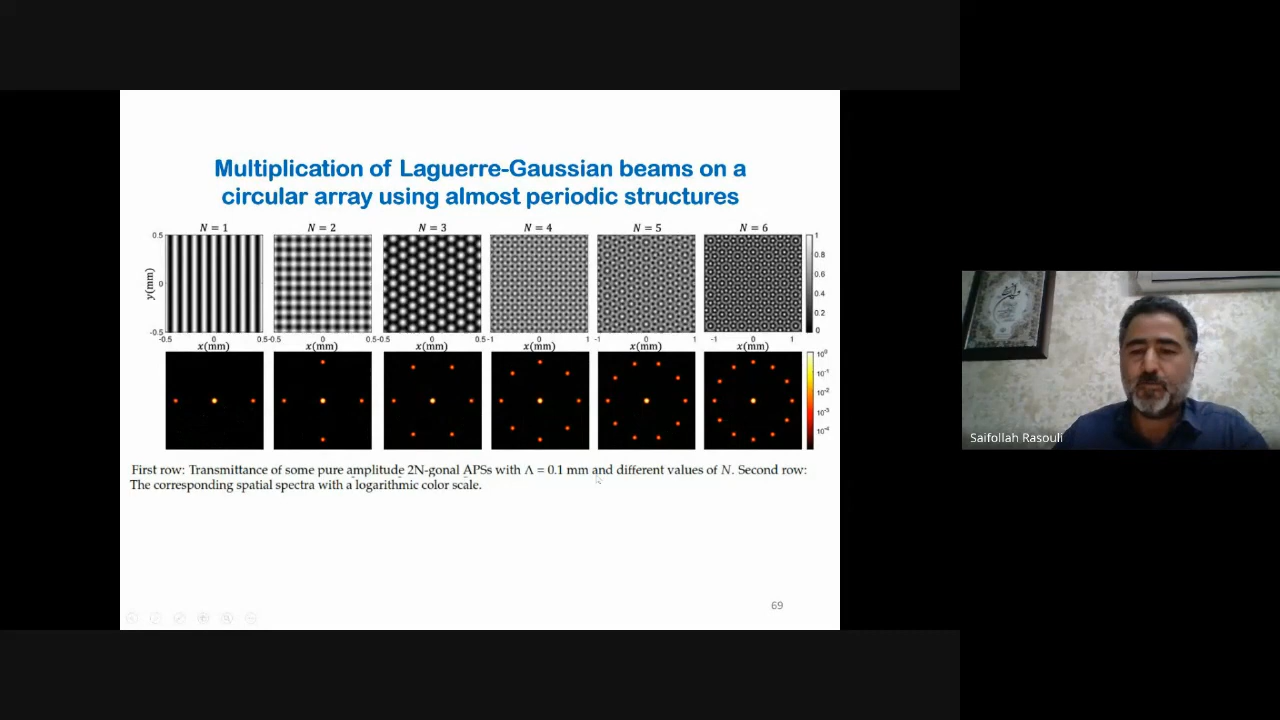 Multiplication of Laguerre-Gaussian beams on a
circular array using almost periodic structures
N = 1 N = 2 N = 3 N = 4 N = 5 N = 6
0.5 1
0.8
y(mm) 0 0.6
0.4
0.2
-0.5 0
-0.5 0 0.5 -0.5 0 0.5 -0.5 0 0.5 -1 0 1 -1 0 1 -1 0 1
x(mm) x(mm) x(mm) x(mm) x(mm) x(mm)
10⁰
10⁻¹
10⁻²
10⁻³
10⁻⁴
First row: Transmittance of some pure amplitude 2N-gonal APSs with Λ = 0.1 mm and different values of N. Second row:
The corresponding spatial spectra with a logarithmic color scale.
69
Saifollah Rasouli